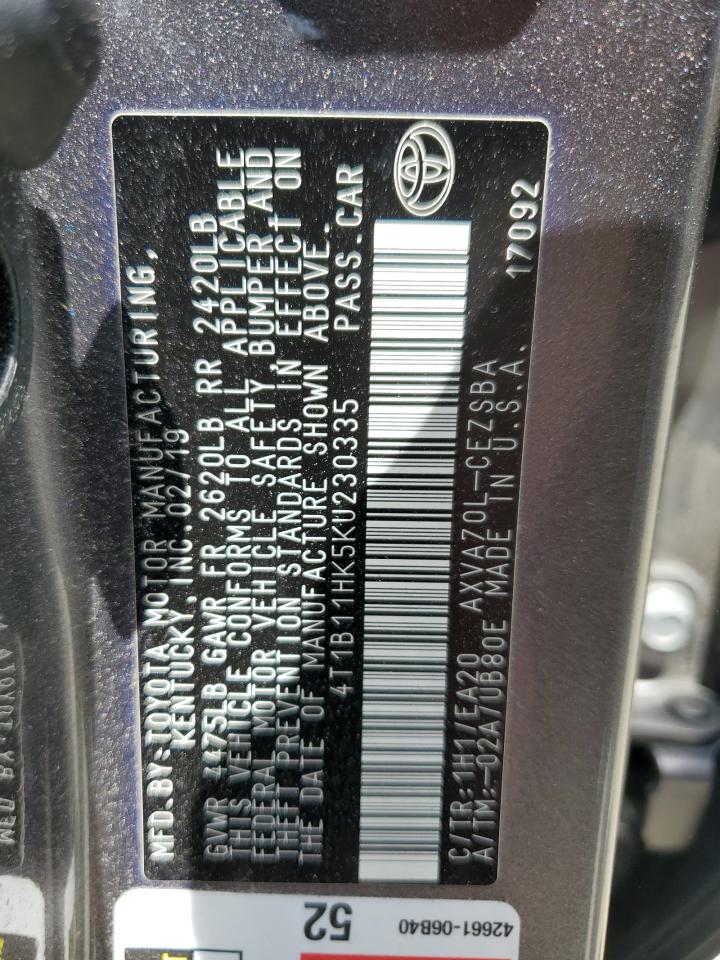 MFD.BY:TOYOTA MOTOR MANUFACTURING,
KENTUCKY, INC.02/19
GVWR 4475LB GAWR FR 2620LB RR 2420LB
THIS VEHICLE CONFORMS TO ALL APPLICABLE
FEDERAL MOTOR VEHICLE SAFETY, BUMPER AND
THEFT PREVENTION STANDARDS IN EFFECT ON
THE DATE OF MANUFACTURE SHOWN ABOVE.
4T1B11HK5KU230335 PASS.CAR
C/TR:1H1/EA20 AXVA70L-CEZSBA
A/TM:-02A/UB80E MADE IN U.S.A. 17092
52
42661-06B40